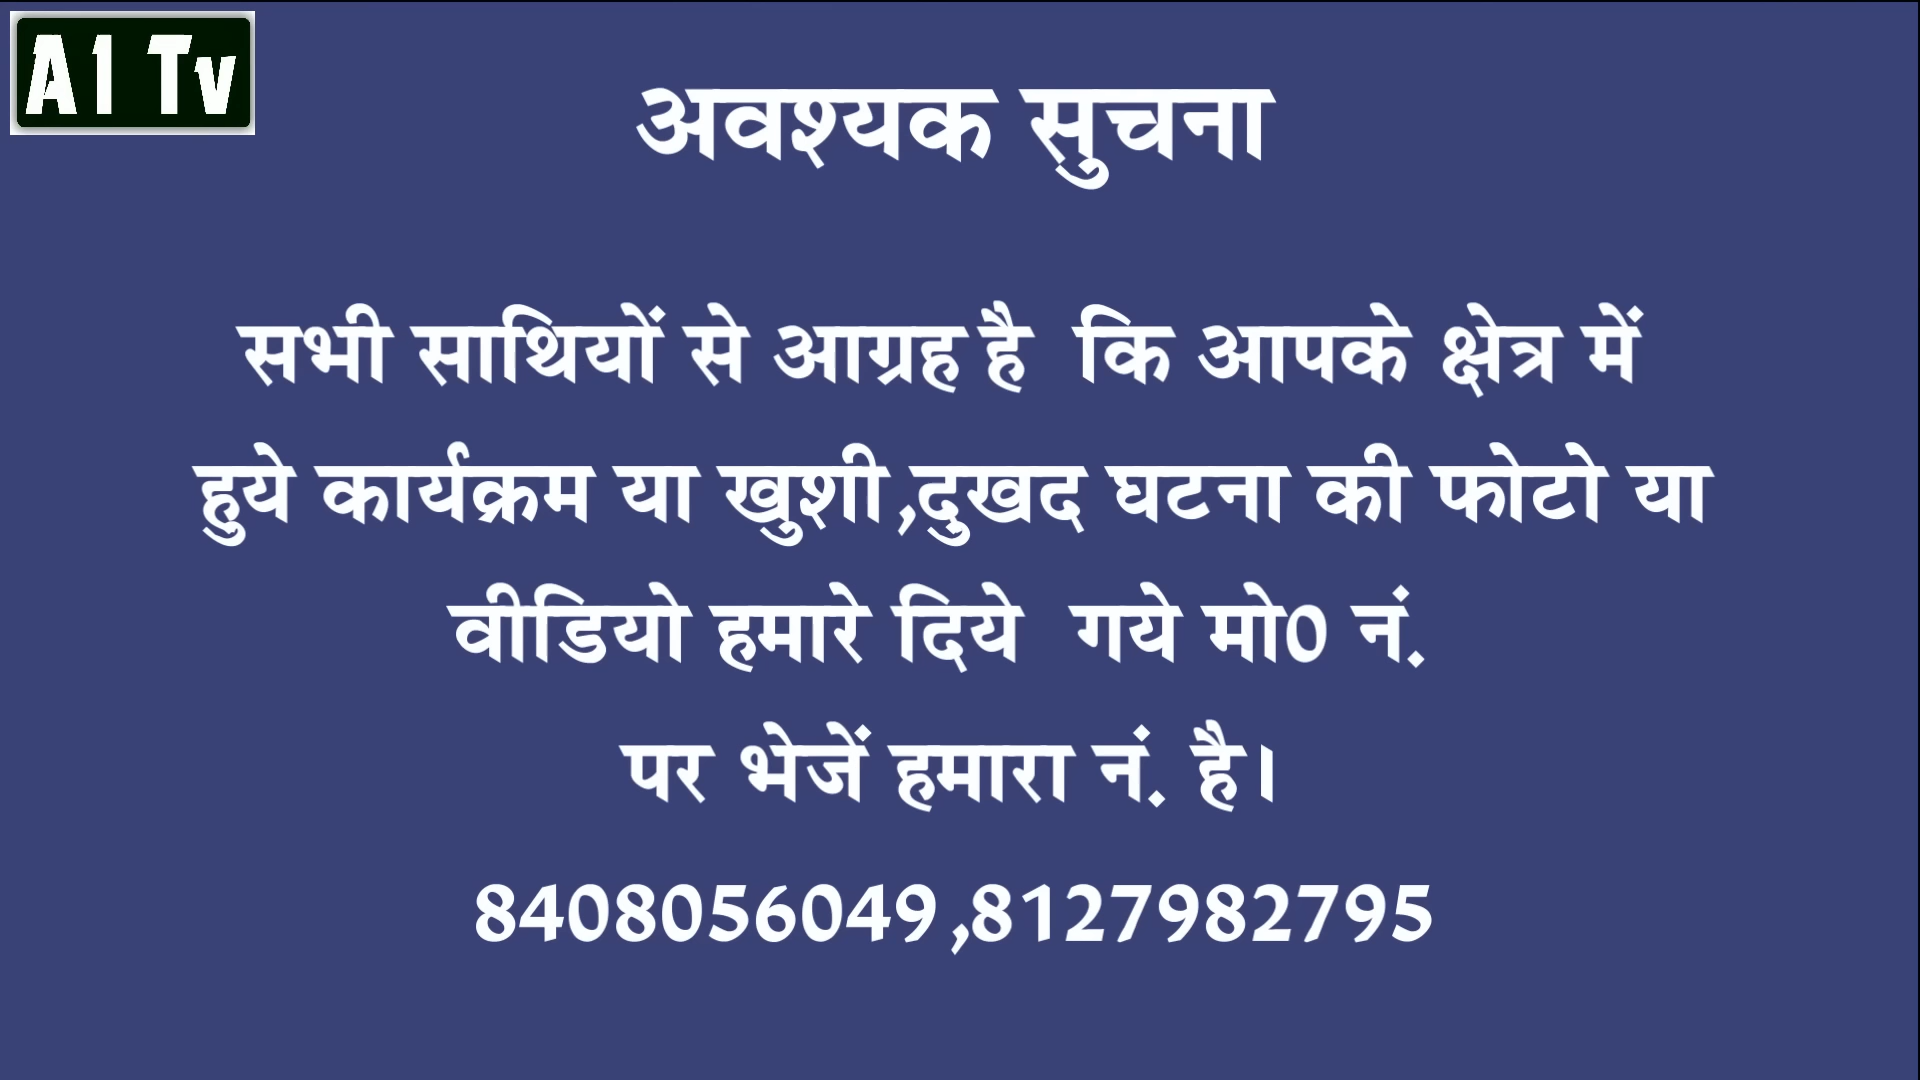 A1 Tv
अवश्यक सुचना
सभी साथियों से आग्रह है कि आपके क्षेत्र में
हुये कार्यक्रम या खुशी,दुखद घटना की फोटो या
वीडियो हमारे दिये गये मो0 नं.
पर भेजें हमारा नं. है।
8408056049,8127982795